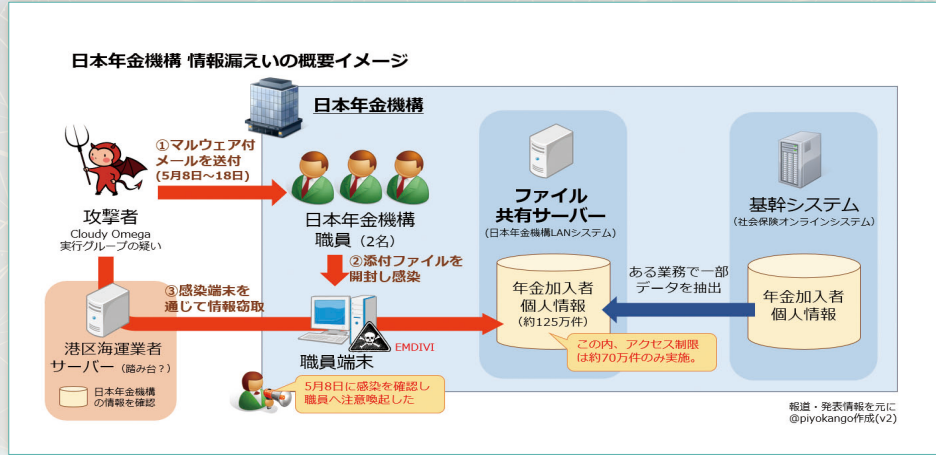 日本年金機構 情報漏えいの概要イメージ
日本年金機構
①マルウェア付
メールを送付
(5月8日～18日)
攻撃者
Cloudy Omega
実行グループの疑い
日本年金機構
職員（2名）
②添付ファイルを
開封し感染
③感染端末を
通じて情報窃取
港区海運業者
サーバー（踏み台？）
日本年金機構
の情報を確認
EMDIVI
職員端末
5月8日に感染を確認し
職員へ注意喚起した
ファイル
共有サーバー
(日本年金機構LANシステム)
年金加入者
個人情報
(約125万件)
この内、アクセス制限
は約70万件のみ実施。
ある業務で一部
データを抽出
基幹システム
(社会保険オンラインシステム)
年金加入者
個人情報
報道・発表情報を元に
@piyokango作成(v2)